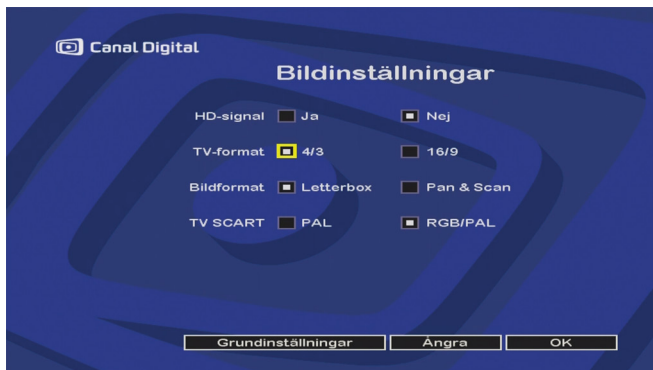 Canal Digital
Bildinställningar
HD-signal Ja Nej
TV-format 4/3 16/9
Bildformat Letterbox Pan & Scan
TV SCART PAL RGB/PAL
Grundinställningar Ångra OK